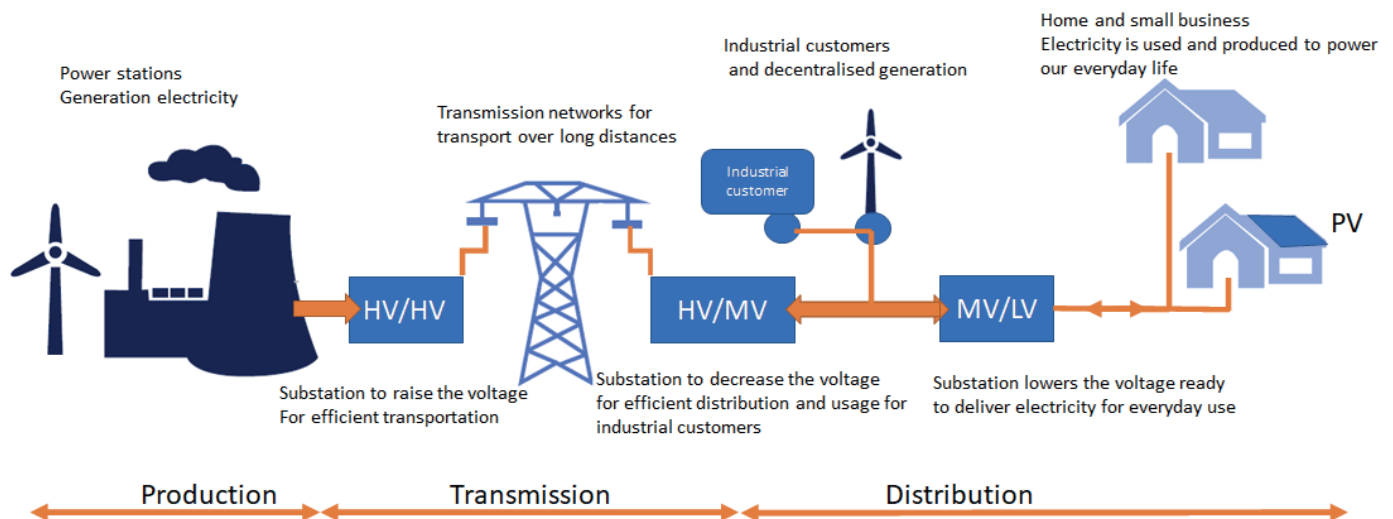 Power stations
Generation electricity
Transmission networks for
transport over long distances
Industrial customers
and decentralised generation
Home and small business
Electricity is used and produced to power
our everyday life
Industrial
customer
PV
HV/HV
HV/MV
MV/LV
Substation to raise the voltage
For efficient transportation
Substation to decrease the voltage
for efficient distribution and usage for
industrial customers
Substation lowers the voltage ready
to deliver electricity for everyday use
Production
Transmission
Distribution